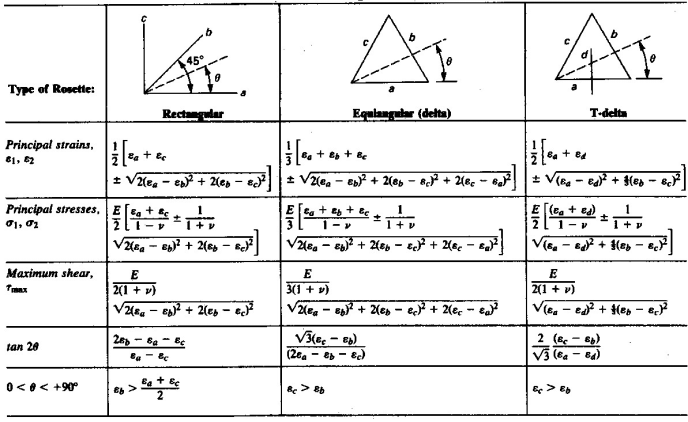 c
b
45°
θ
a
c
b
θ
a
c
b
d
θ
a
Type of Rosette:
Rectangular
Equiangular (delta)
T-delta
Principal strains,
ε1, ε2
1/2 [εa + εc
± √2(εa − εb)² + 2(εb − εc)²]
1/3 [εa + εb + εc
± √2(εa − εb)² + 2(εb − εc)² + 2(εc − εa)²]
1/2 [εa + εd
± √(εa − εd)² + 4/3(εb − εc)²]
Principal stresses,
σ1, σ2
E/2 [εa + εc / 1 − ν ± 1 / 1 + ν
√2(εa − εb)² + 2(εb − εc)²]
E/3 [εa + εb + εc / 1 − ν ± 1 / 1 + ν
√2(εa − εb)² + 2(εb − εc)² + 2(εc − εa)²]
E/2 [(εa + εd) / 1 − ν ± 1 / 1 + ν
√(εa − εd)² + 4/3(εb − εc)²]
Maximum shear,
τmax
E / 2(1 + ν)
√2(εa − εb)² + 2(εb − εc)²
E / 3(1 + ν)
√2(εa − εb)² + 2(εb − εc)² + 2(εc − εa)²
E / 2(1 + ν)
√(εa − εd)² + 4/3(εb − εc)²
tan 2θ
2εb − εa − εc / εa − εc
√3(εc − εb) / (2εa − εb − εc)
2/√3 (εc − εb) / (εa − εd)
0 < θ < +90°
εb > εa + εc / 2
εc > εb
εc > εb